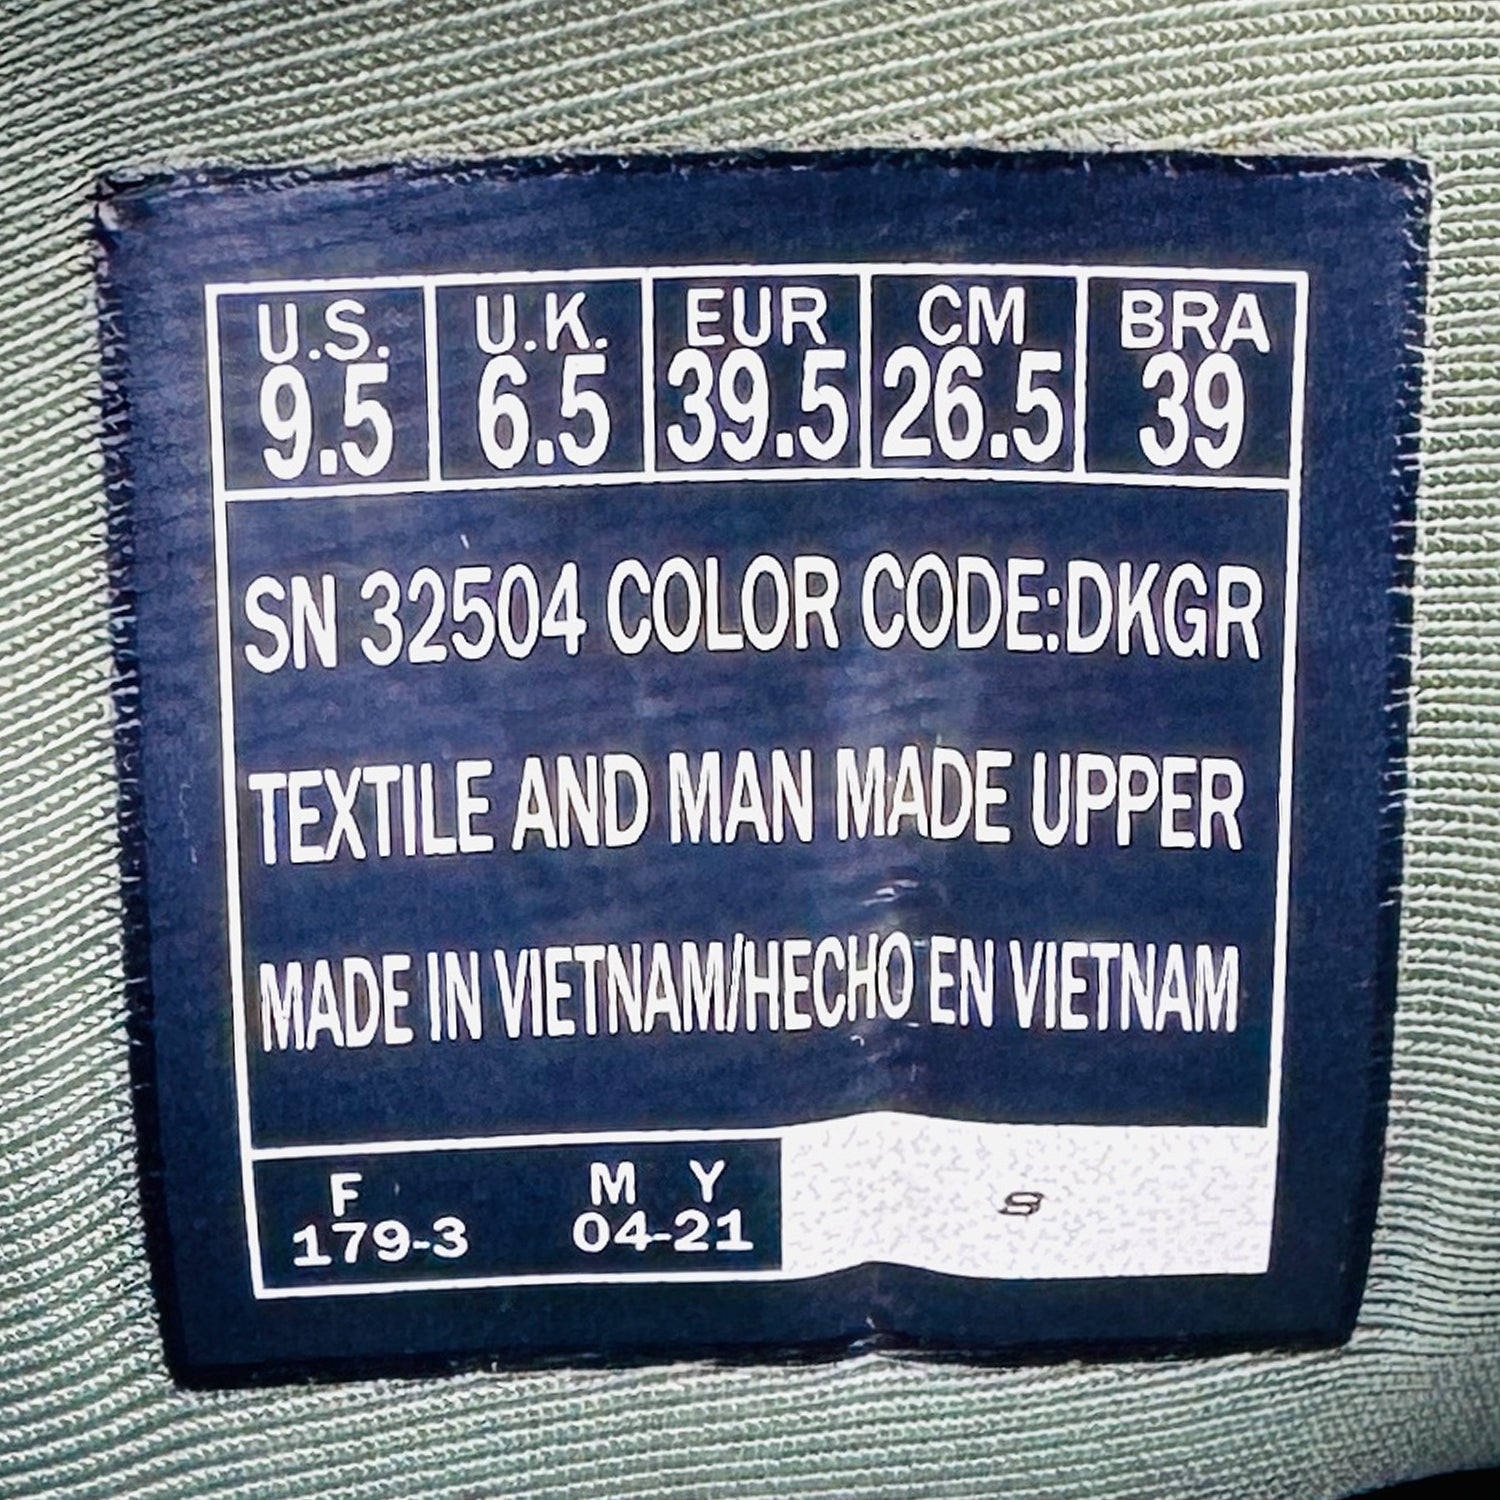 U.S. U.K. EUR CM BRA
9.5 6.5 39.5 26.5 39
SN 32504 COLOR CODE:DKGR
TEXTILE AND MAN MADE UPPER
MADE IN VIETNAM/HECHO EN VIETNAM
F M Y
179-3 04-21
S